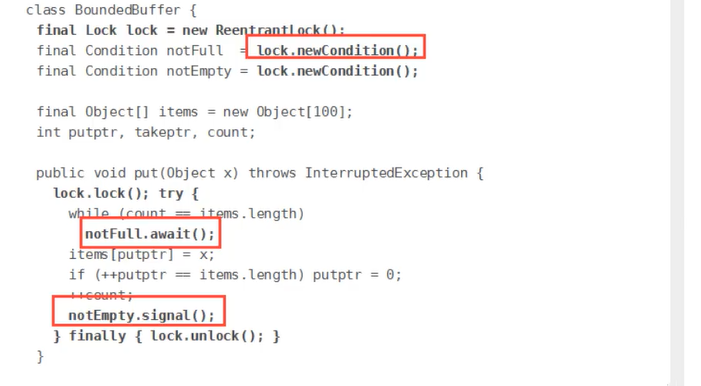 class BoundedBuffer {
final Lock lock = new ReentrantLock();
final Condition notFull  = lock.newCondition();
final Condition notEmpty = lock.newCondition();
final Object[] items = new Object[100];
int putptr, takeptr, count;
public void put(Object x) throws InterruptedException {
lock.lock(); try {
while (count == items.length)
notFull.await();
items[putptr] = x;
if (++putptr == items.length) putptr = 0;
++count;
notEmpty.signal();
} finally { lock.unlock(); }
}